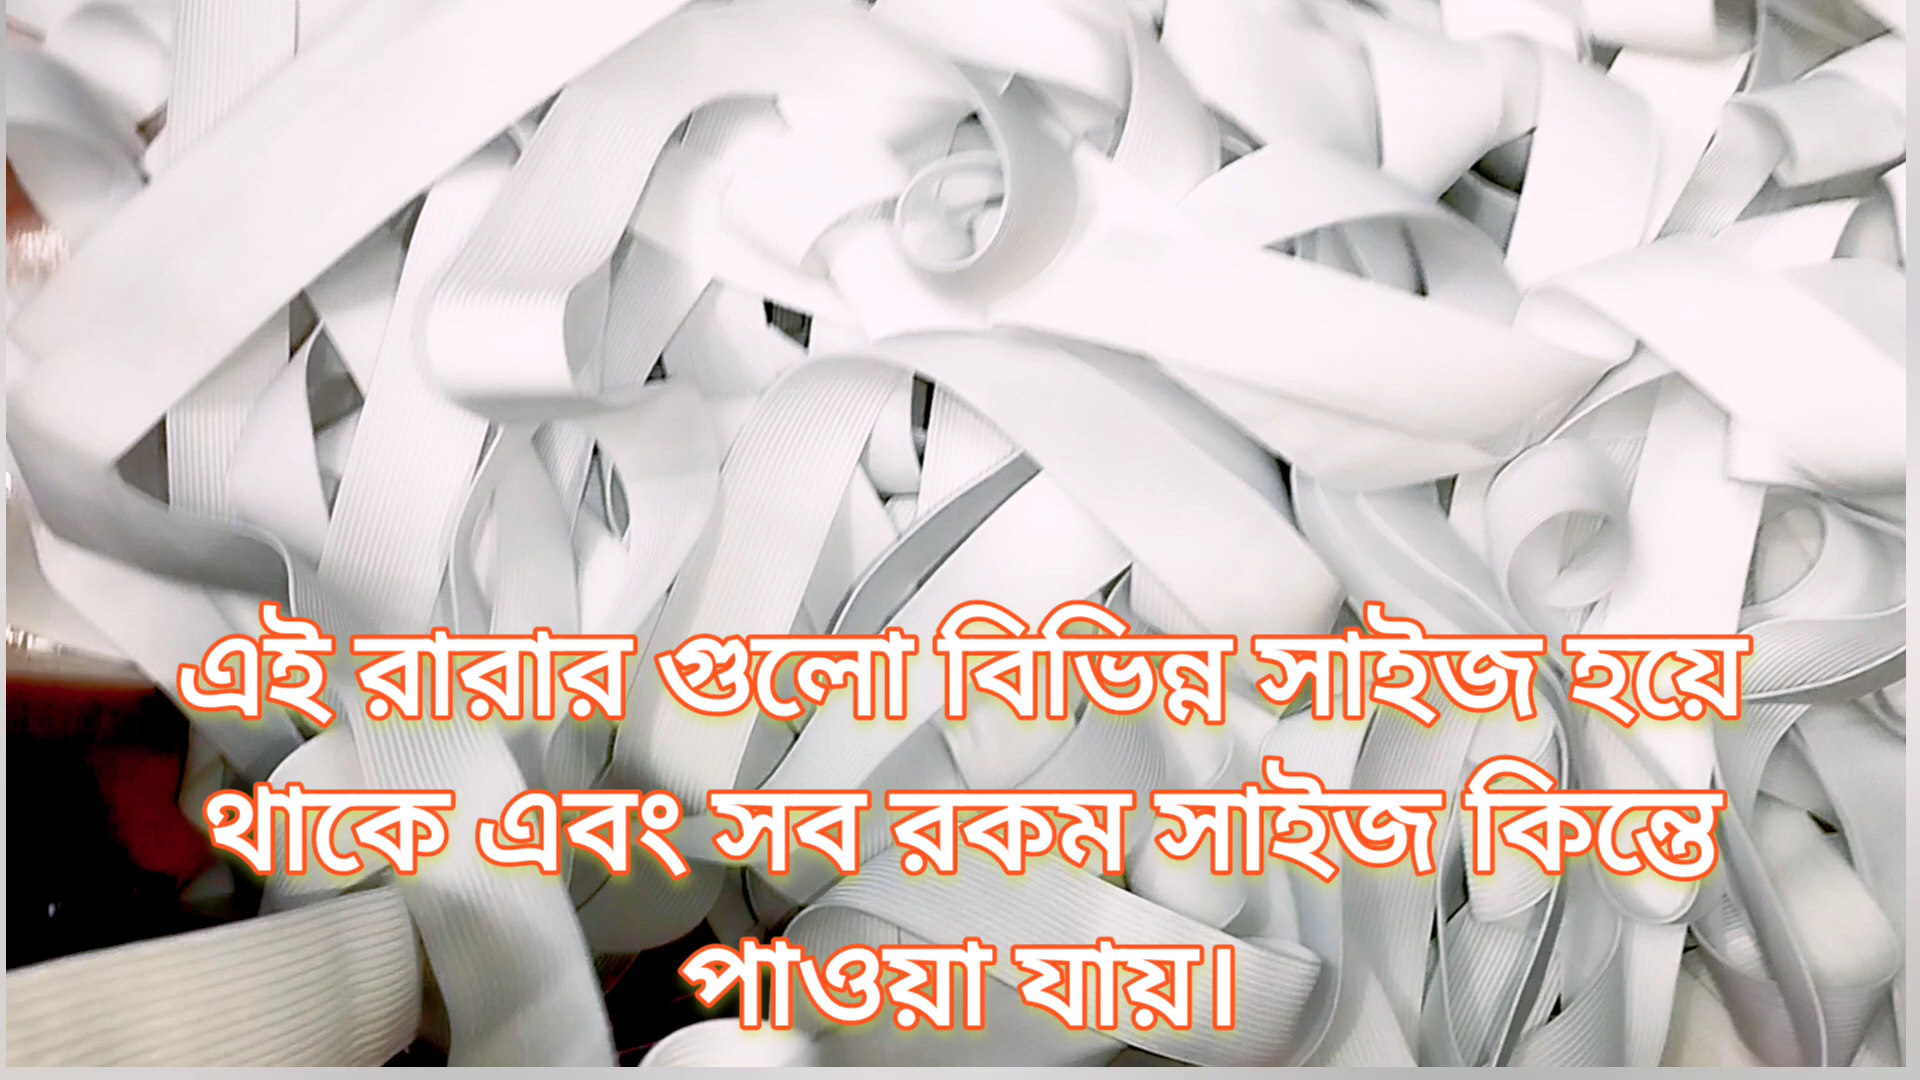 এই রারার গুলো বিভিন্ন সাইজ হয়ে
থাকে এবং সব রকম সাইজ কিন্তে
পাওয়া যায়।